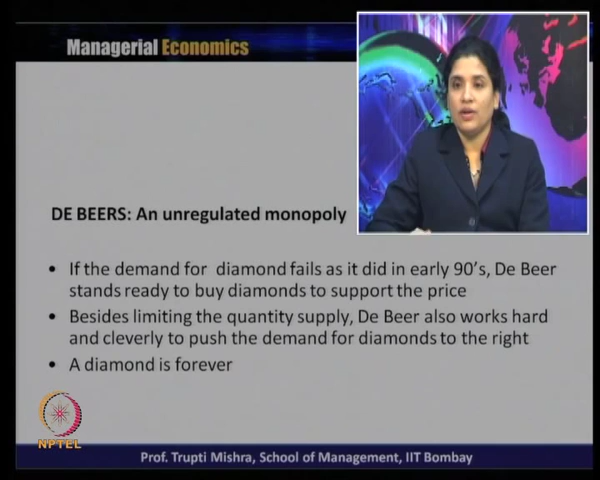 Managerial Economics
DE BEERS: An unregulated monopoly
• If the demand for diamond fails as it did in early 90's, De Beer
stands ready to buy diamonds to support the price
• Besides limiting the quantity supply, De Beer also works hard
and cleverly to push the demand for diamonds to the right
• A diamond is forever
NPTEL
Prof. Trupti Mishra, School of Management, IIT Bombay